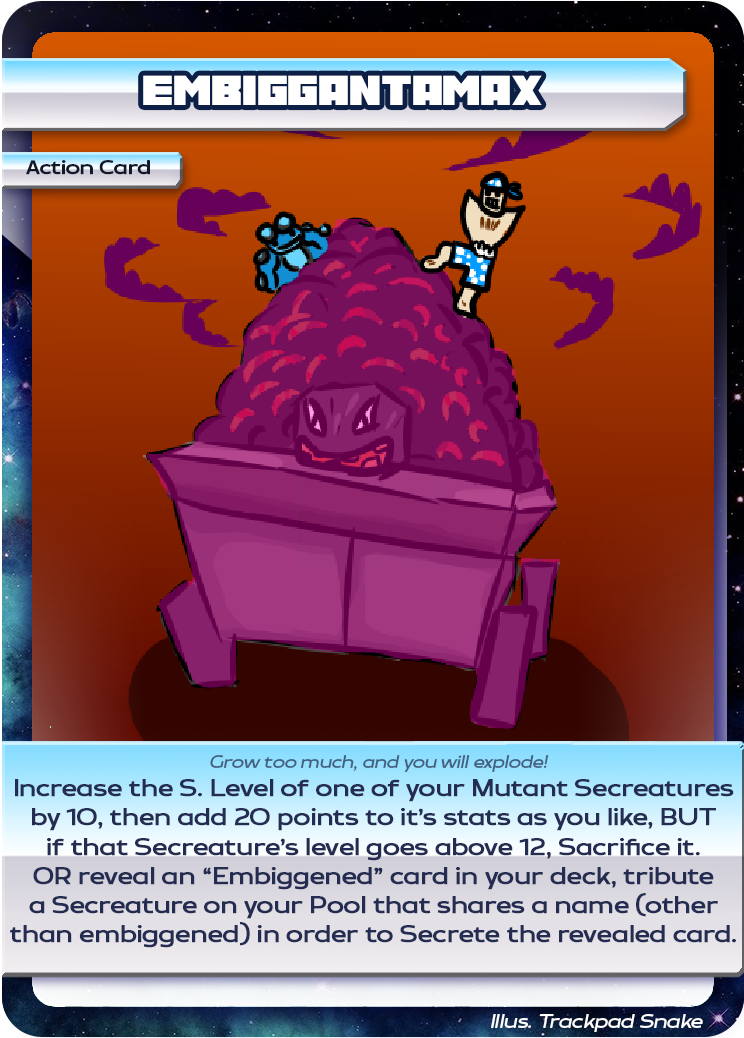 EMBIGGANTAMAX
Action Card
Grow too much, and you will explode!
Increase the S. Level of one of your Mutant Secreatures
by 10, then add 20 points to it's stats as you like, BUT
if that Secreature's level goes above 12, Sacrifice it.
OR reveal an “Embiggened” card in your deck, tribute
a Secreature on your Pool that shares a name (other
than embiggened) in order to Secrete the revealed card.
Illus. Trackpad Snake